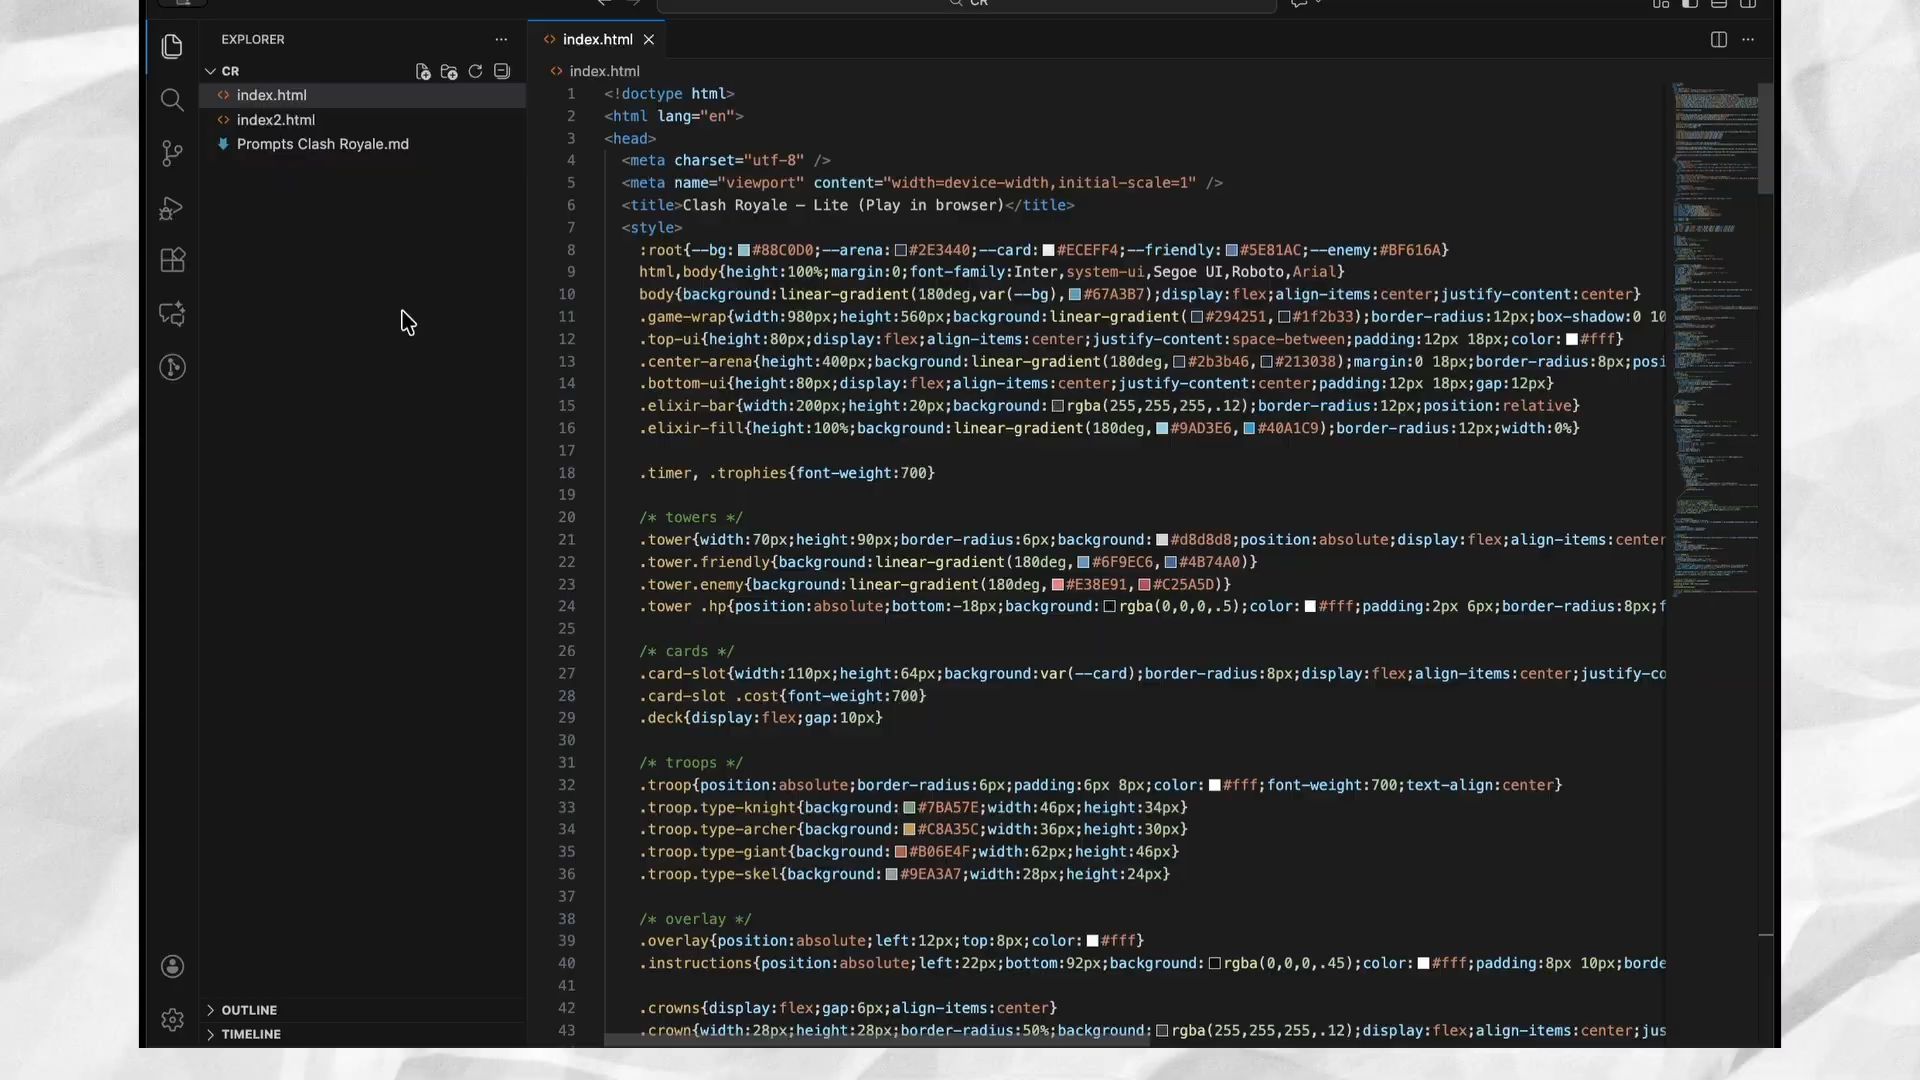 CR
EXPLORER
index.html
CR
index.html
index.html
index2.html
Prompts Clash Royale.md
1 <!doctype html>
2 <html lang="en">
3 <head>
4 <meta charset="utf-8" />
5 <meta name="viewport" content="width=device-width,initial-scale=1" />
6 <title>Clash Royale – Lite (Play in browser)</title>
7 <style>
8 :root{--bg:#88C0D0;--arena:#2E3440;--card:#ECEFF4;--friendly:#5E81AC;--enemy:#BF616A}
9 html,body{height:100%;margin:0;font-family:Inter,system-ui,Segoe UI,Roboto,Arial}
10 body{background:linear-gradient(180deg,var(--bg),#67A3B7);display:flex;align-items:center;justify-content:center}
11 .game-wrap{width:980px;height:560px;background:linear-gradient(#294251,#1f2b33);border-radius:12px;box-shadow:0 10
12 .top-ui{height:80px;display:flex;align-items:center;justify-content:space-between;padding:12px 18px;color:#fff}
13 .center-arena{height:400px;background:linear-gradient(180deg,#2b3b46,#213038);margin:0 18px;border-radius:8px;posi
14 .bottom-ui{height:80px;display:flex;align-items:center;justify-content:center;padding:12px 18px;gap:12px}
15 .elixir-bar{width:200px;height:20px;background:rgba(255,255,255,.12);border-radius:12px;position:relative}
16 .elixir-fill{height:100%;background:linear-gradient(180deg,#9AD3E6,#40A1C9);border-radius:12px;width:0%}
17
18 .timer, .trophies{font-weight:700}
19
20 /* towers */
21 .tower{width:70px;height:90px;border-radius:6px;background:#d8d8d8;position:absolute;display:flex;align-items:center
22 .tower.friendly{background:linear-gradient(180deg,#6F9EC6,#4B74A0)}
23 .tower.enemy{background:linear-gradient(180deg,#E38E91,#C25A5D)}
24 .tower .hp{position:absolute;bottom:-18px;background:rgba(0,0,0,.5);color:#fff;padding:2px 6px;border-radius:8px;f
25
26 /* cards */
27 .card-slot{width:110px;height:64px;background:var(--card);border-radius:8px;display:flex;align-items:center;justify-co
28 .card-slot .cost{font-weight:700}
29 .deck{display:flex;gap:10px}
30
31 /* troops */
32 .troop{position:absolute;border-radius:6px;padding:6px 8px;color:#fff;font-weight:700;text-align:center}
33 .troop.type-knight{background:#7BA57E;width:46px;height:34px}
34 .troop.type-archer{background:#C8A35C;width:36px;height:30px}
35 .troop.type-giant{background:#B06E4F;width:62px;height:46px}
36 .troop.type-skel{background:#9EA3A7;width:28px;height:24px}
37
38 /* overlay */
39 .overlay{position:absolute;left:12px;top:8px;color:#fff}
40 .instructions{position:absolute;left:22px;bottom:92px;background:rgba(0,0,0,.45);color:#fff;padding:8px 10px;borde
41
42 .crowns{display:flex;gap:6px;align-items:center}
43 .crown{width:28px;height:28px;border-radius:50%;background:rgba(255,255,255,.12);display:flex;align-items:center;jus
OUTLINE
TIMELINE